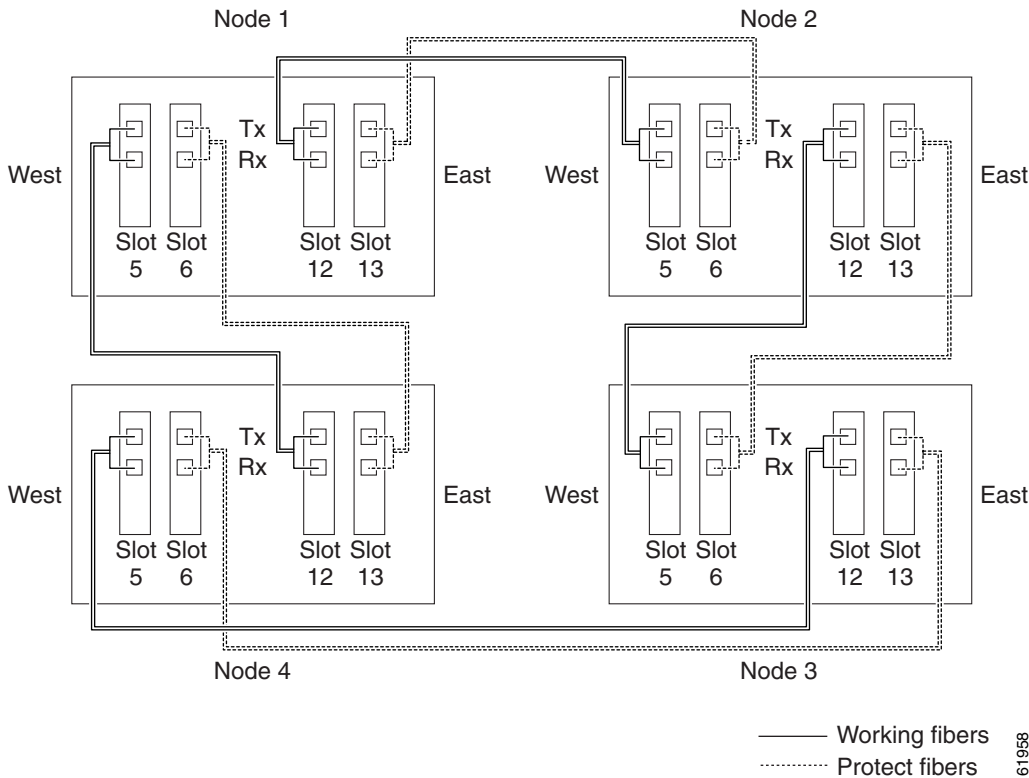 Node 1
Node 2
Tx
Rx
Tx
Rx
West
East
West
East
Slot Slot
5 6
Slot Slot
12 13
Slot Slot
5 6
Slot Slot
12 13
Tx
Rx
Tx
Rx
West
East
West
East
Slot Slot
5 6
Slot Slot
12 13
Slot Slot
5 6
Slot Slot
12 13
Node 4
Node 3
Working fibers
Protect fibers
61958